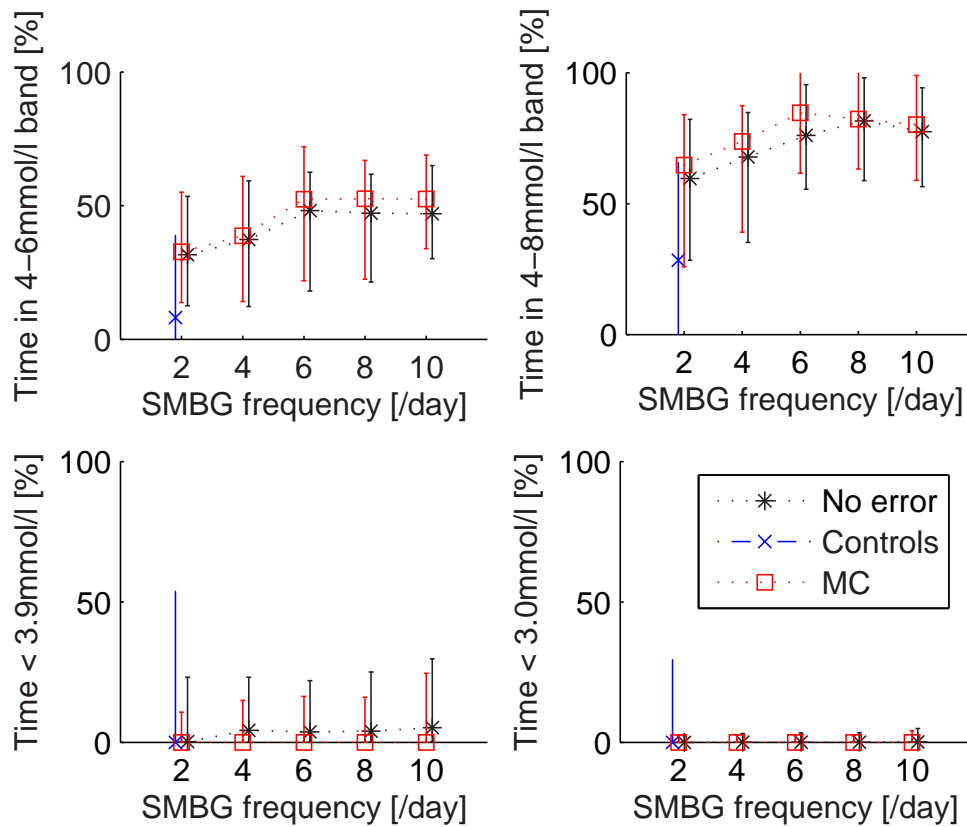 Time in 4−6mmol/l band [%]
100
50
0
2 4 6 8 10
SMBG frequency [/day]
Time in 4−8mmol/l band [%]
100
50
0
2 4 6 8 10
SMBG frequency [/day]
Time < 3.9mmol/l [%]
100
50
0
2 4 6 8 10
SMBG frequency [/day]
Time < 3.0mmol/l [%]
100
50
0
2 4 6 8 10
SMBG frequency [/day]
No error
Controls
MC